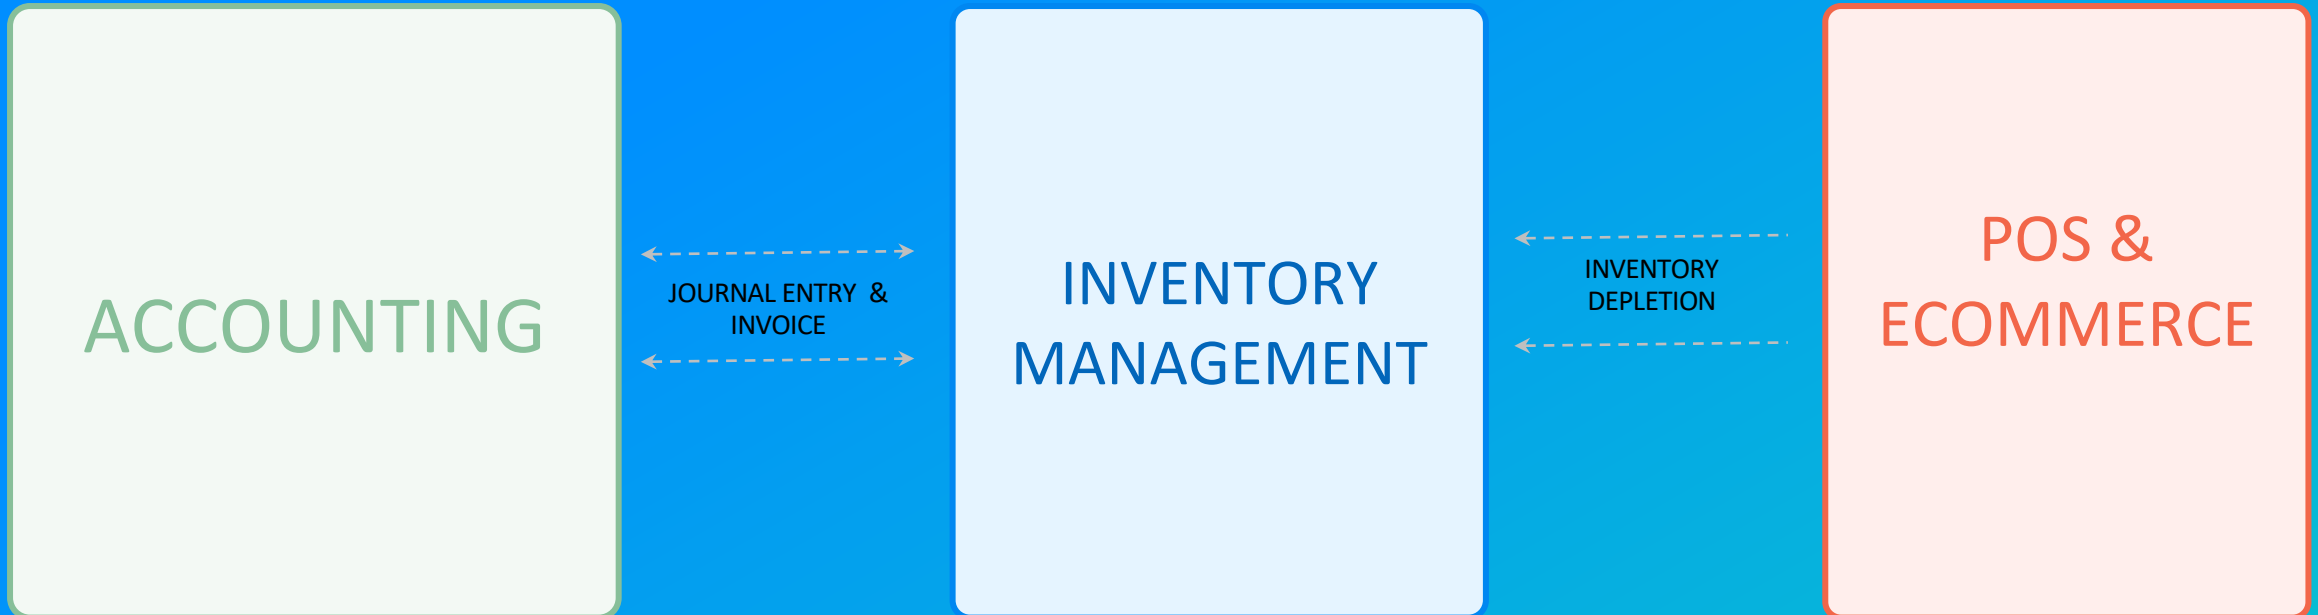 ACCOUNTING
JOURNAL ENTRY &
INVOICE
INVENTORY
MANAGEMENT
INVENTORY
DEPLETION
POS &
ECOMMERCE